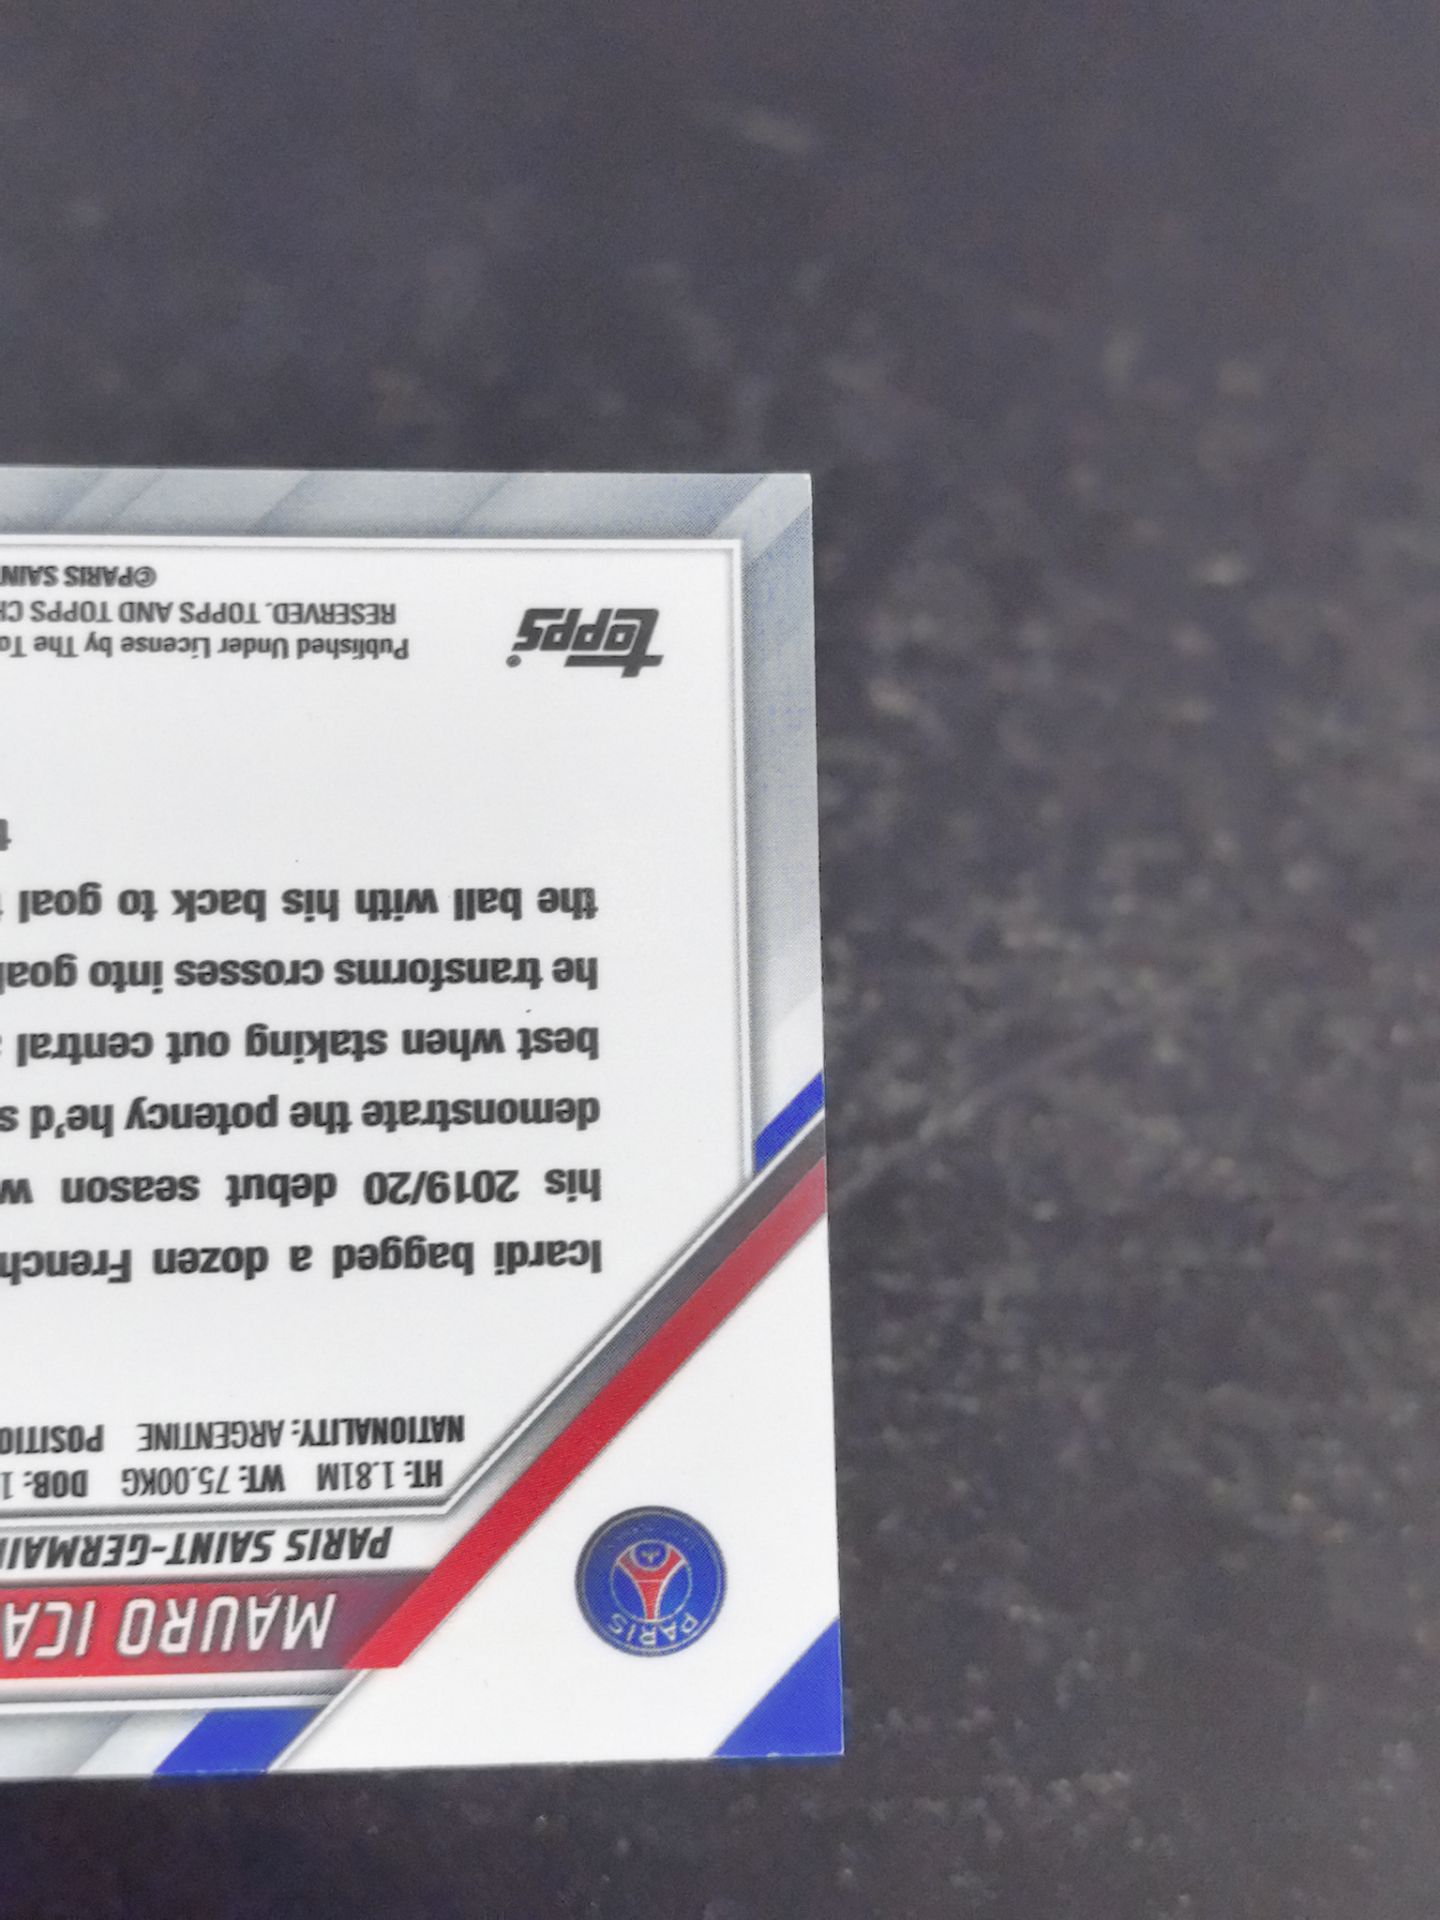 PARIS
MAURO ICA
PARIS SAINT-GERMAIN
HT: 1.81M WT: 75.00KG DOB: 1
NATIONALITY: ARGENTINE POSITIO
Icardi bagged a dozen French
his 2019/20 debut season w
demonstrate the potency he'd s
best when staking out central
he transforms crosses into goal
the ball with his back to goal
t
topps®
Published Under License by The To
RESERVED. TOPPS AND TOPPS CH
©PARIS SAINT